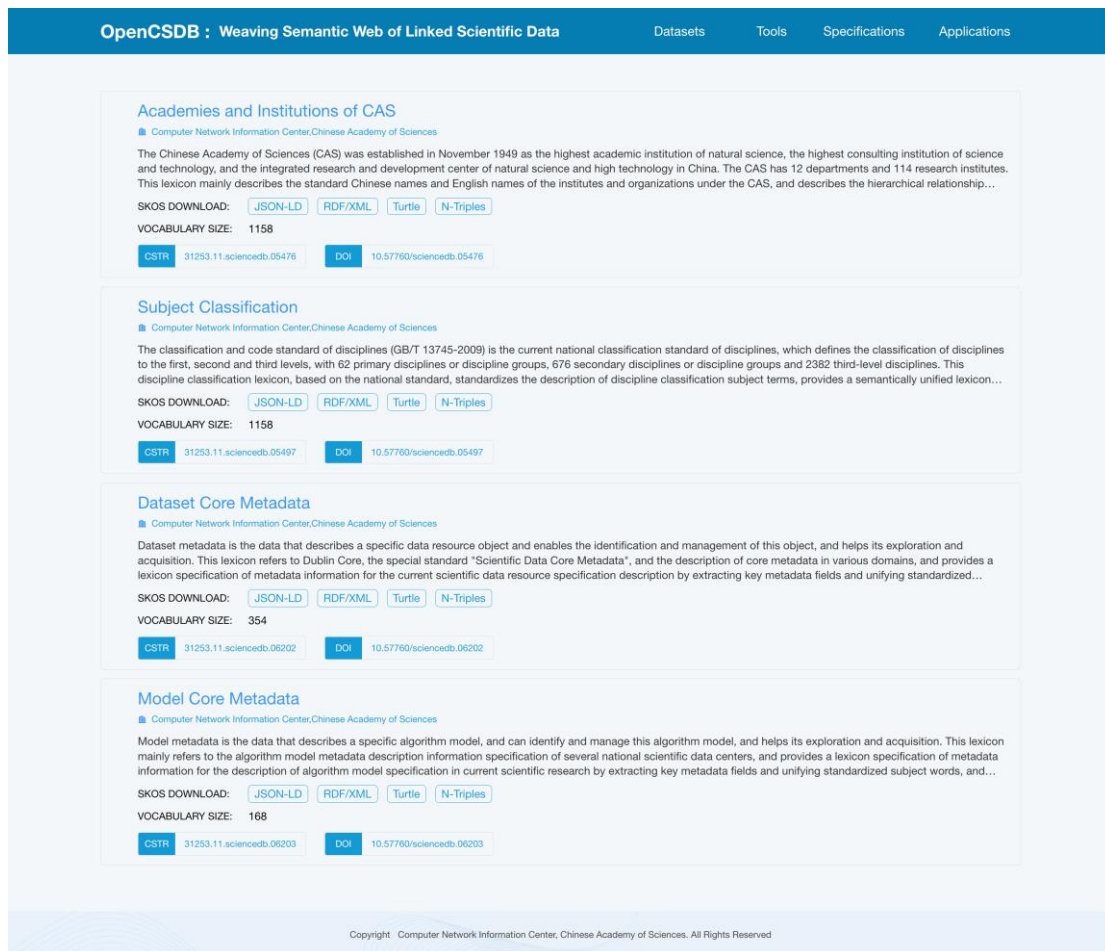 OpenCSDB : Weaving Semantic Web of Linked Scientific Data Datasets Tools Specifications Applications
Academies and Institutions of CAS
Computer Network Information Center,Chinese Academy of Sciences
The Chinese Academy of Sciences (CAS) was established in November 1949 as the highest academic institution of natural science, the highest consulting institution of science
and technology, and the integrated research and development center of natural science and high technology in China. The CAS has 12 departments and 114 research institutes.
This lexicon mainly describes the standard Chinese names and English names of the institutes and organizations under the CAS, and describes the hierarchical relationship...
SKOS DOWNLOAD: JSON-LD RDF/XML Turtle N-Triples
VOCABULARY SIZE: 1158
CSTR 31253.11.sciencedb.05476 DOI 10.57760/sciencedb.05476
Subject Classification
Computer Network Information Center,Chinese Academy of Sciences
The classification and code standard of disciplines (GB/T 13745-2009) is the current national classification standard of disciplines, which defines the classification of disciplines
to the first, second and third levels, with 62 primary disciplines or discipline groups, 676 secondary disciplines or discipline groups and 2382 third-level disciplines. This
discipline classification lexicon, based on the national standard, standardizes the description of discipline classification subject terms, provides a semantically unified lexicon...
SKOS DOWNLOAD: JSON-LD RDF/XML Turtle N-Triples
VOCABULARY SIZE: 1158
CSTR 31253.11.sciencedb.05497 DOI 10.57760/sciencedb.05497
Dataset Core Metadata
Computer Network Information Center,Chinese Academy of Sciences
Dataset metadata is the data that describes a specific data resource object and enables the identification and management of this object, and helps its exploration and
acquisition. This lexicon refers to Dublin Core, the special standard "Scientific Data Core Metadata", and the description of core metadata in various domains, and provides a
lexicon specification of metadata information for the current scientific data resource specification description by extracting key metadata fields and unifying standardized...
SKOS DOWNLOAD: JSON-LD RDF/XML Turtle N-Triples
VOCABULARY SIZE: 354
CSTR 31253.11.sciencedb.06202 DOI 10.57760/sciencedb.06202
Model Core Metadata
Computer Network Information Center,Chinese Academy of Sciences
Model metadata is the data that describes a specific algorithm model, and can identify and manage this algorithm model, and helps its exploration and acquisition. This lexicon
mainly refers to the algorithm model metadata description information specification of several national scientific data centers, and provides a lexicon specification of metadata
information for the description of algorithm model specification in current scientific research by extracting key metadata fields and unifying standardized subject words, and...
SKOS DOWNLOAD: JSON-LD RDF/XML Turtle N-Triples
VOCABULARY SIZE: 168
CSTR 31253.11.sciencedb.06203 DOI 10.57760/sciencedb.06203
Copyright Computer Network Information Center, Chinese Academy of Sciences. All Rights Reserved